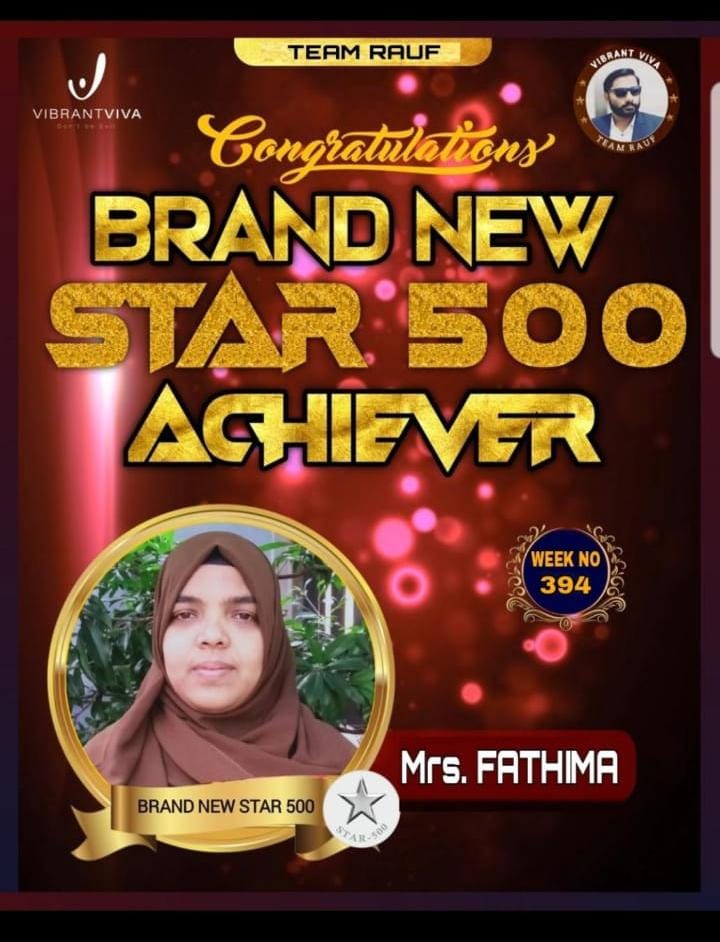 TEAM RAUF
VIBRANTVIVA
VIBRANT VIVA
TEAM RAUF
Congratulations
BRAND NEW
STAR 500
ACHIEVER
WEEK NO
394
Mrs. FATHIMA
BRAND NEW STAR 500
STAR-500